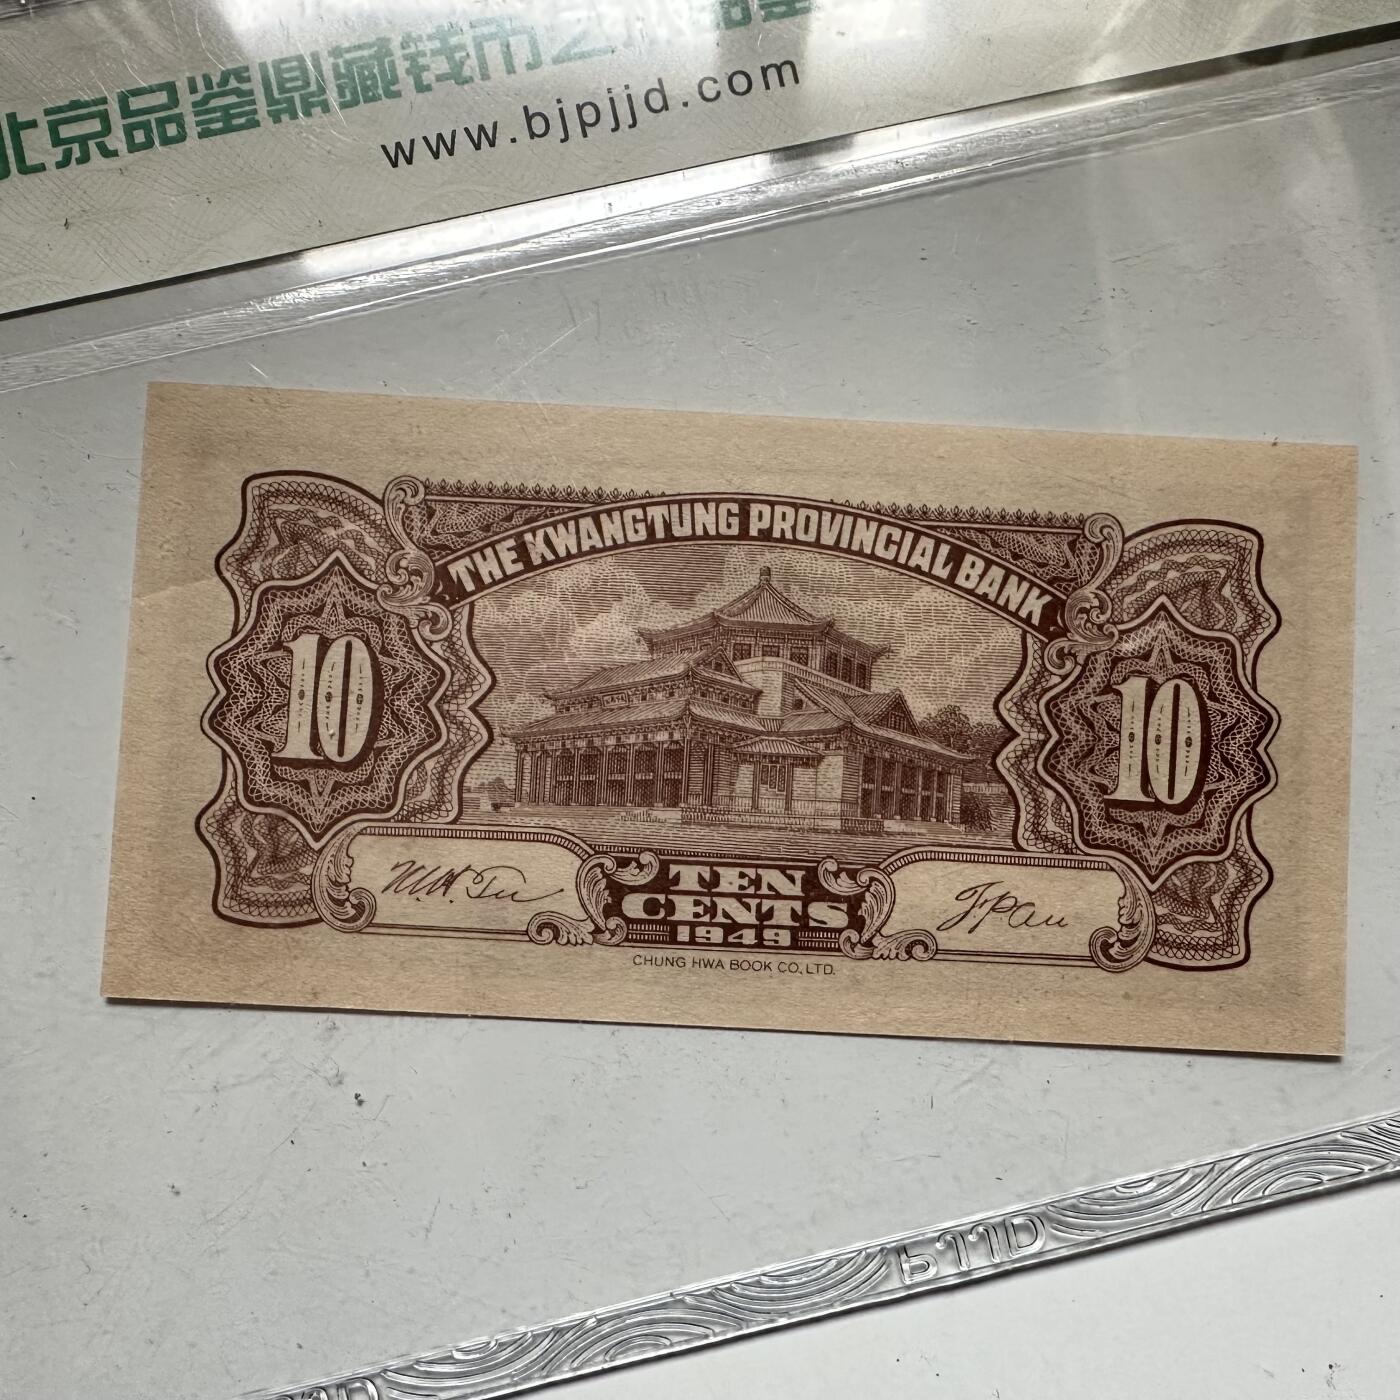 北京品鉴鼎藏钱币艺
www.bjpjjd.com
THE KWANGTUNG PROVINCIAL BANK
10
10
TEN
CENTS
1949
CHUNG HWA BOOK CO., LTD.